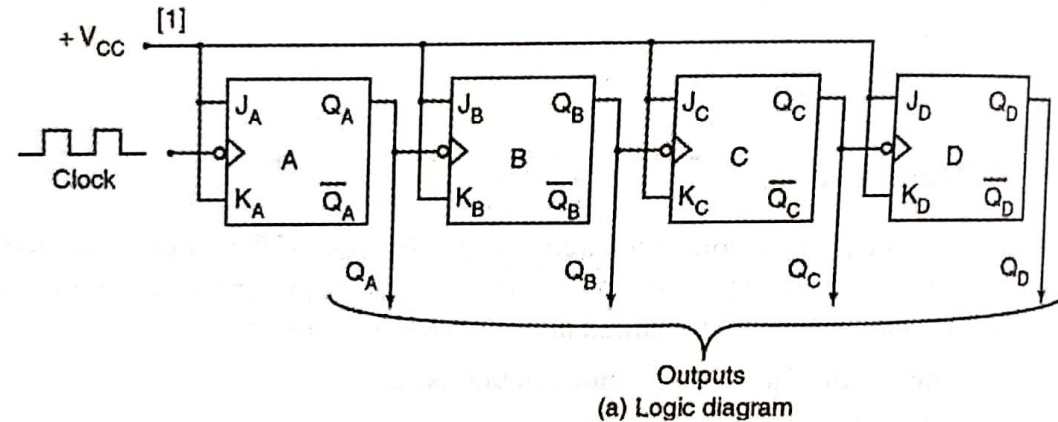 [1]
+ V_CC
J_A Q_A J_B Q_B J_C Q_C J_D Q_D
A B C D
Clock
K_A Q̅_A K_B Q̅_B K_C Q̅_C K_D Q̅_D
Q_A Q_B Q_C Q_D
Outputs
(a) Logic diagram